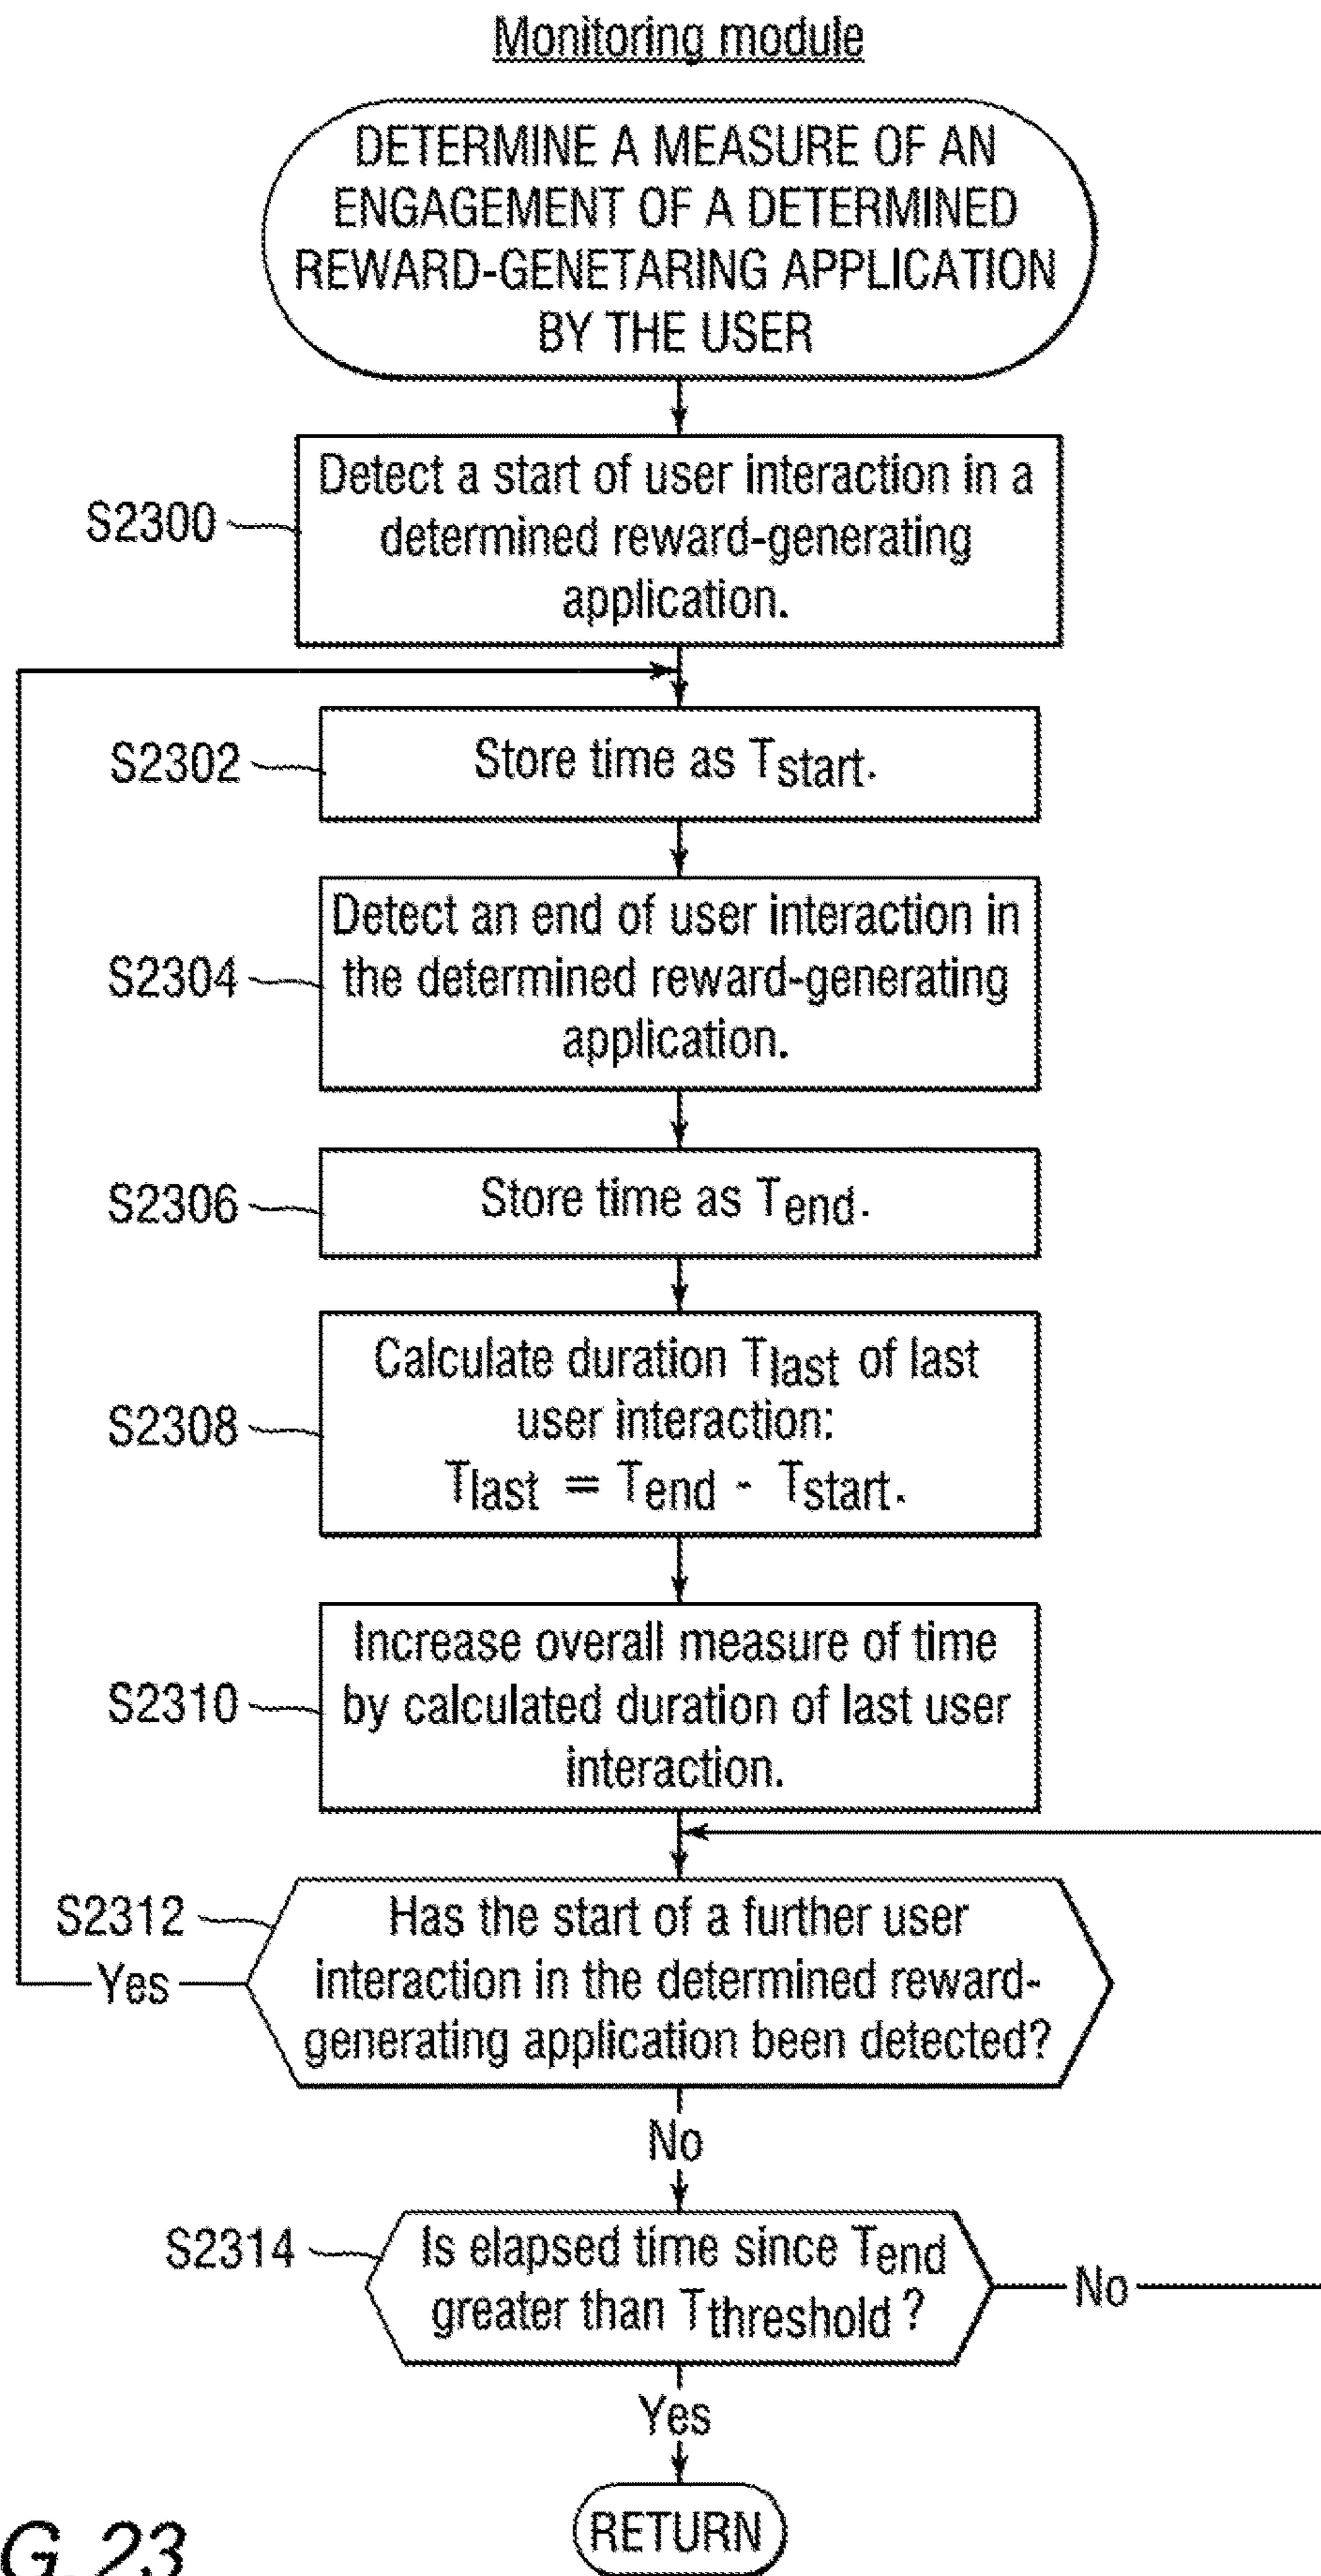 Monitoring module
DETERMINE A MEASURE OF AN
ENGAGEMENT OF A DETERMINED
REWARD-GENETARING APPLICATION
BY THE USER
S2300
Detect a start of user interaction in a
determined reward-generating
application.
S2302
Store time as Tstart.
S2304
Detect an end of user interaction in
the determined reward-generating
application.
S2306
Store time as Tend.
S2308
Calculate duration Tlast of last
user interaction:
Tlast = Tend - Tstart.
S2310
Increase overall measure of time
by calculated duration of last user
interaction.
S2312
Has the start of a further user
interaction in the determined reward-
generating application been detected?
Yes
No
S2314
Is elapsed time since Tend
greater than Tthreshold?
No
Yes
RETURN
G. 23